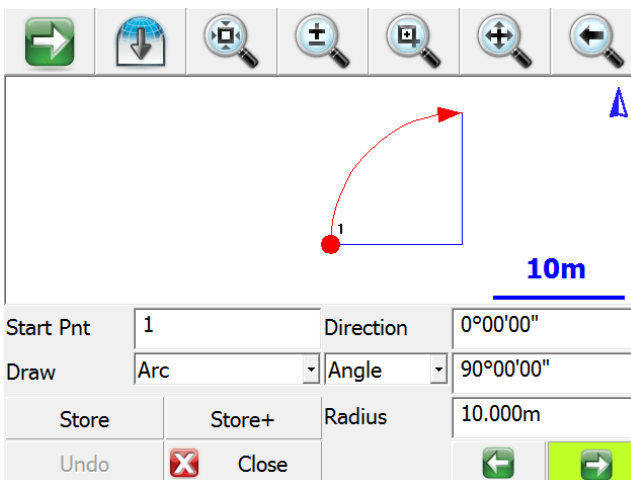 1
10m
Start Pnt 1 Direction 0°00'00"
Draw Arc Angle 90°00'00"
Store Store+ Radius 10.000m
Undo Close